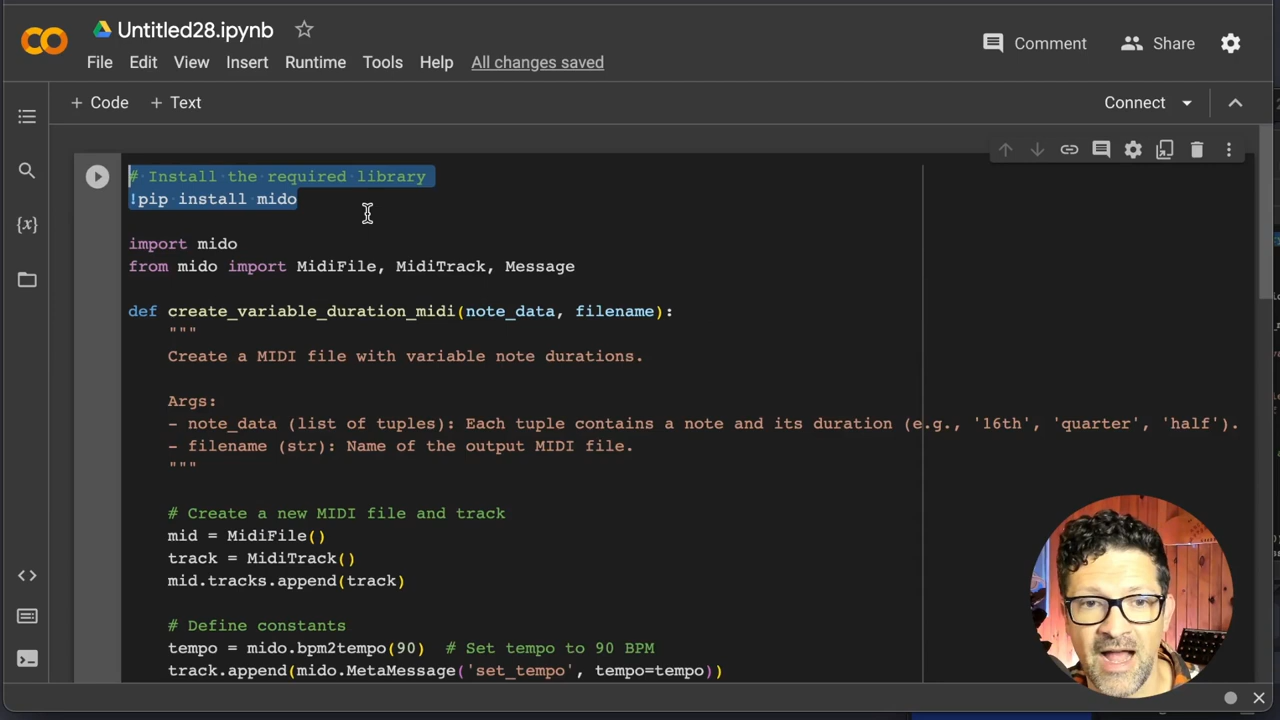 Untitled28.ipynb
Comment
Share
File Edit View Insert Runtime Tools Help All changes saved
+ Code + Text
Connect
# Install the required library
!pip install mido
{x}
import mido
from mido import MidiFile, MidiTrack, Message
def create_variable_duration_midi(note_data, filename):
"""
Create a MIDI file with variable note durations.
Args:
- note_data (list of tuples): Each tuple contains a note and its duration (e.g., '16th', 'quarter', 'half').
- filename (str): Name of the output MIDI file.
"""
# Create a new MIDI file and track
mid = MidiFile()
track = MidiTrack()
mid.tracks.append(track)
# Define constants
tempo = mido.bpm2tempo(90)  # Set tempo to 90 BPM
track.append(mido.MetaMessage('set_tempo', tempo=tempo))